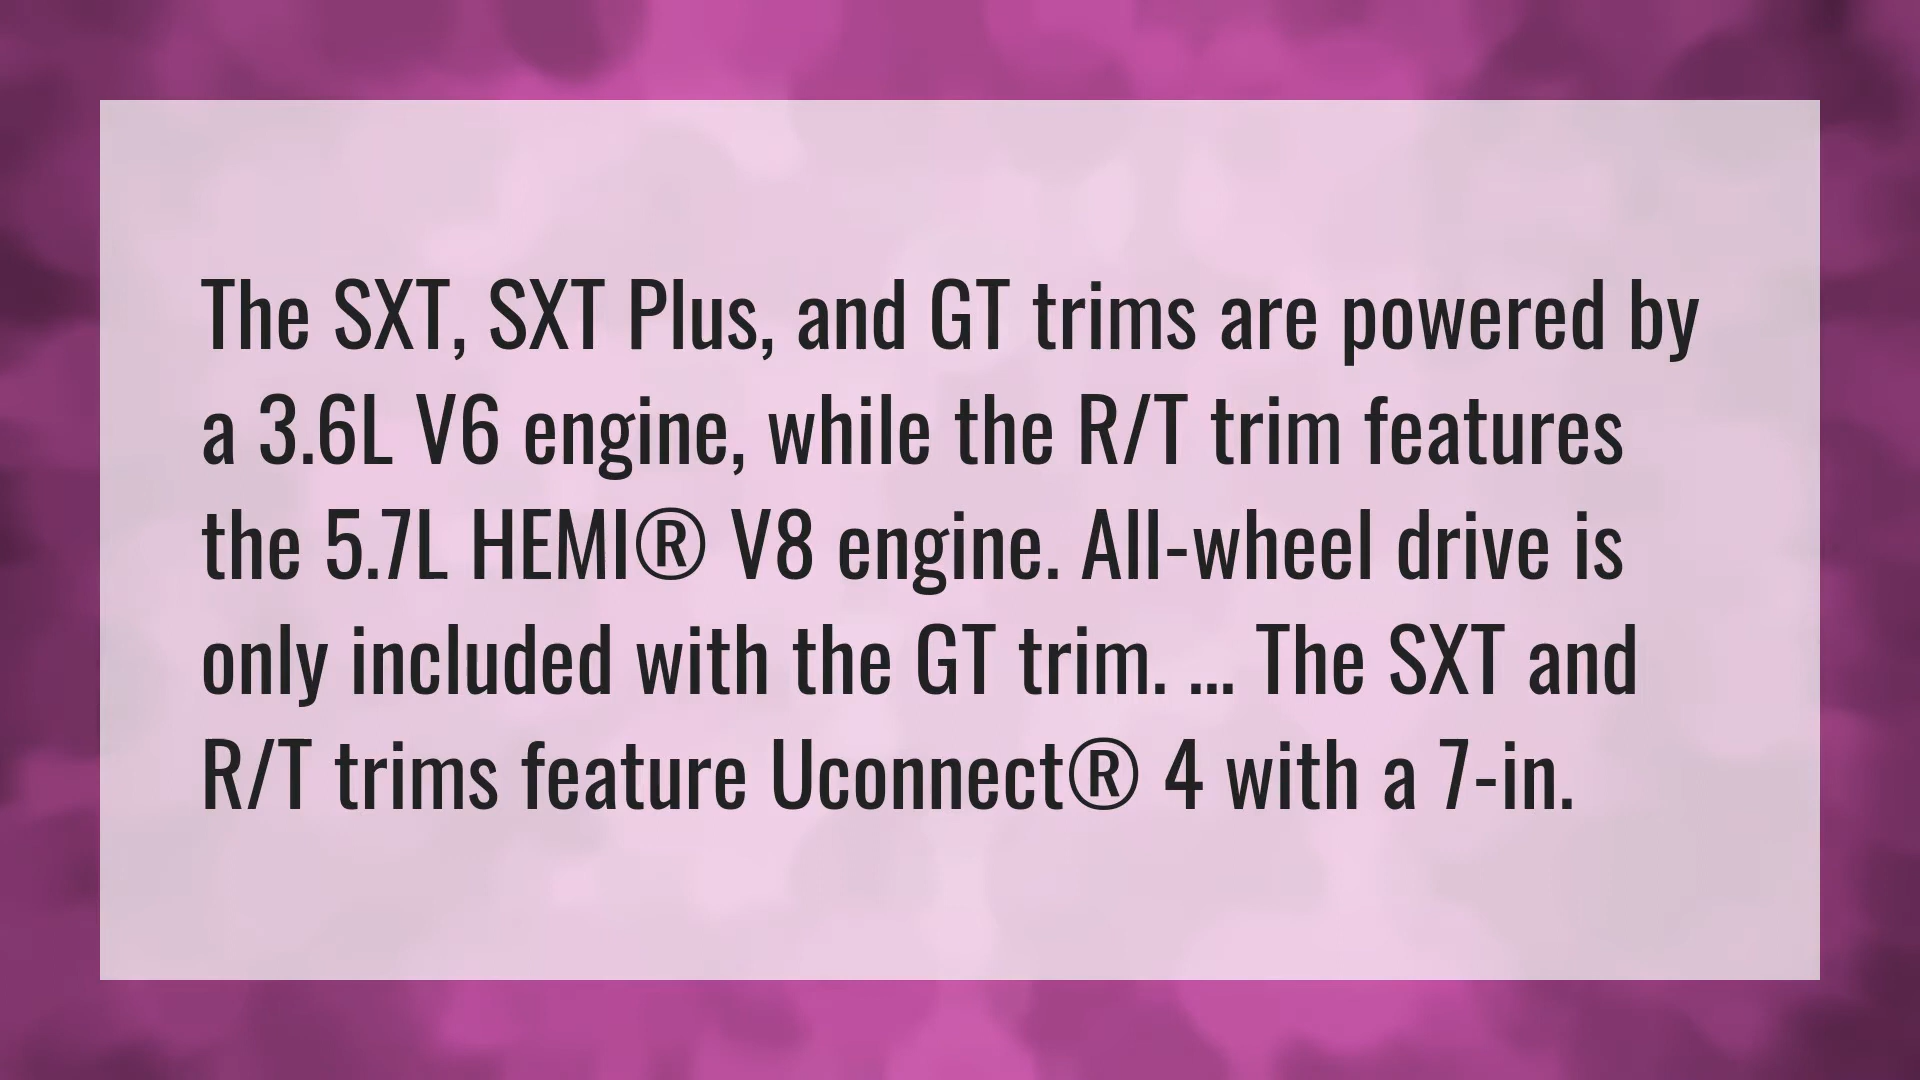 The SXT, SXT Plus, and GT trims are powered by
a 3.6L V6 engine, while the R/T trim features
the 5.7L HEMI® V8 engine. All-wheel drive is
only included with the GT trim. ... The SXT and
R/T trims feature Uconnect® 4 with a 7-in.